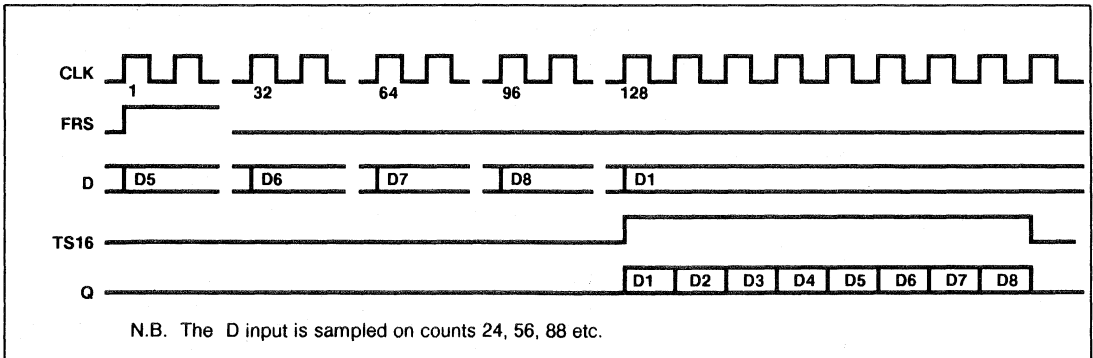 CLK
1 32 64 96 128
FRS
D D5 D6 D7 D8 D1
TS16
Q D1 D2 D3 D4 D5 D6 D7 D8
N.B. The D input is sampled on counts 24, 56, 88 etc.